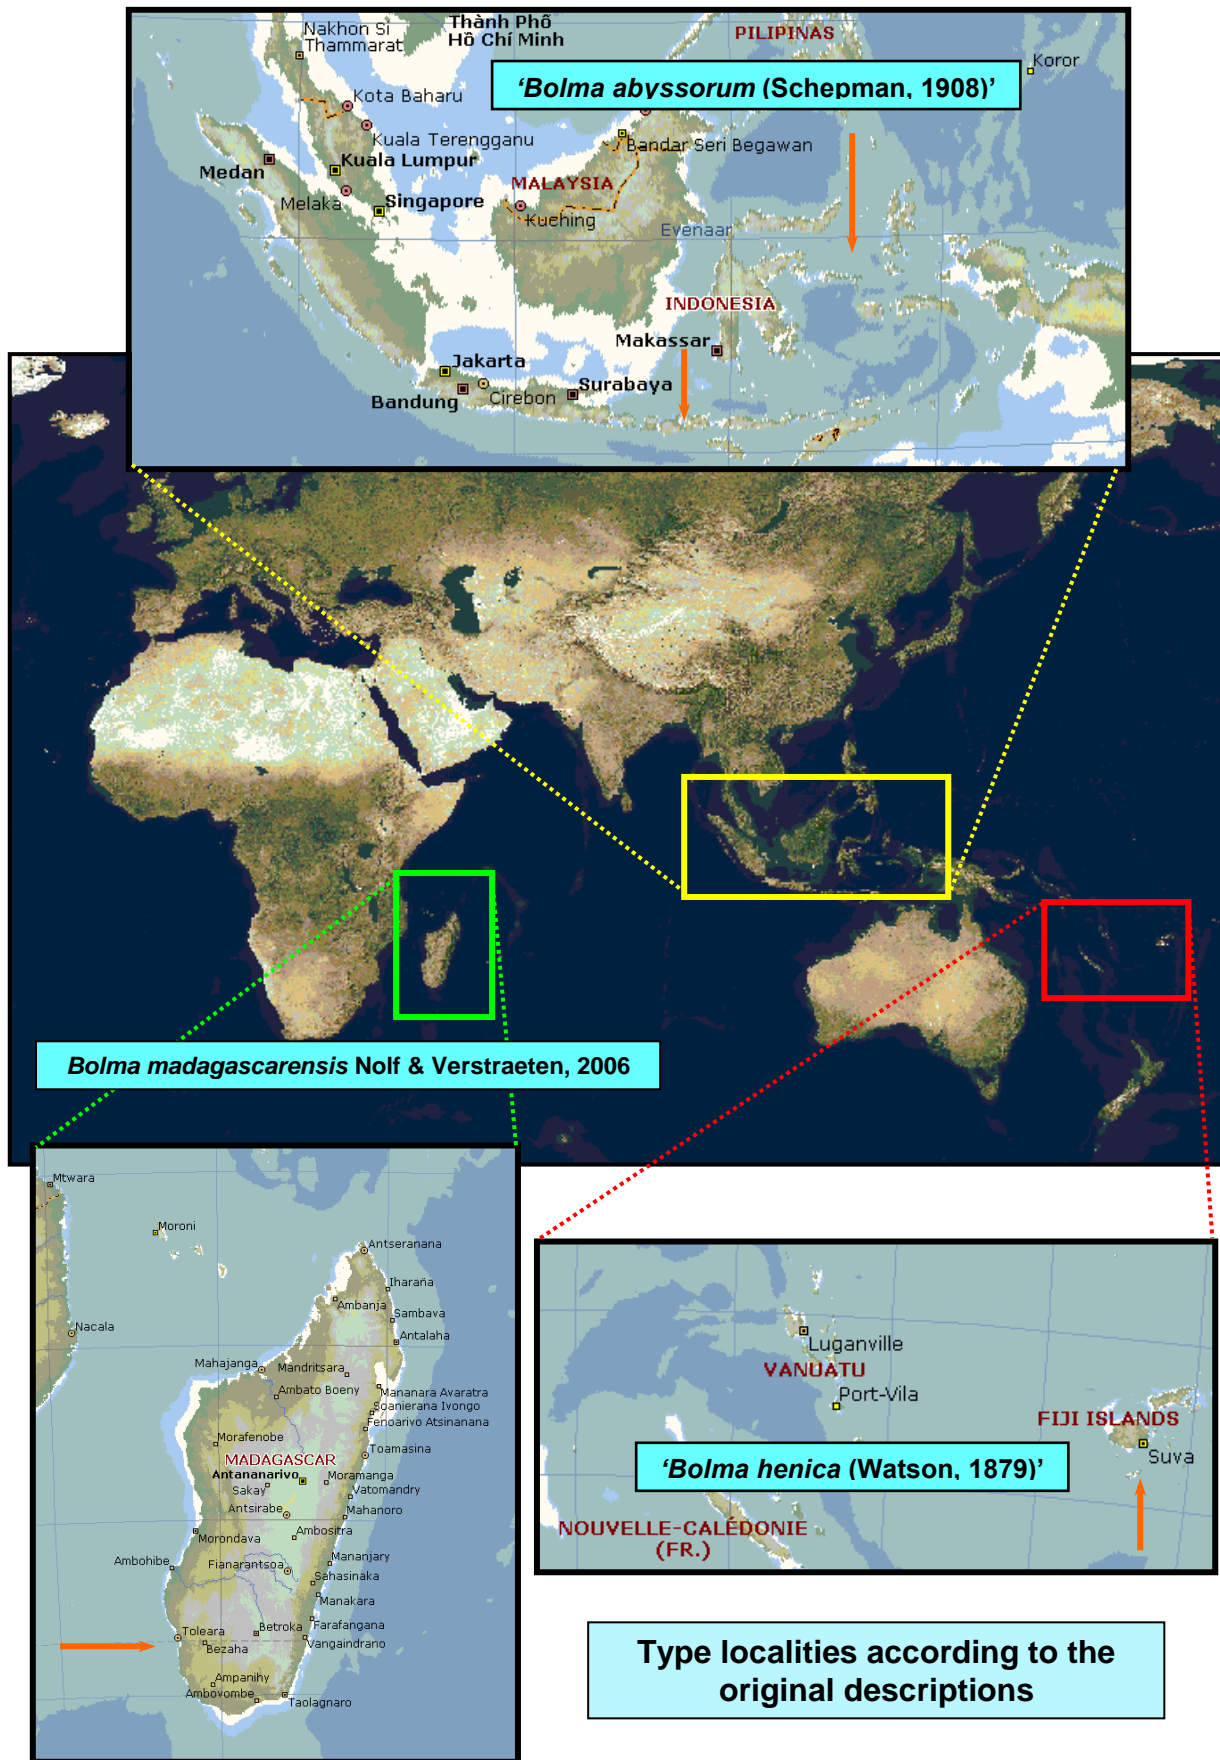 Nakhon Si
Thammarat
Thành Phố
Hồ Chí Minh
PILIPINAS
Koror
‘Bolma abyssorum (Schepman, 1908)’
Kota Baharu
Kuala Terengganu
Bandar Seri Begawan
Medan
Kuala Lumpur
MALAYSIA
Melaka
Singapore
Kuching
Evenaar
INDONESIA
Makassar
Jakarta
Surabaya
Bandung
Cirebon
Bolma madagascarensis Nolf & Verstraeten, 2006
Mtwara
Moroni
Antseranana
Iharaña
Ambanja
Sambava
Nacala
Antalaha
Mahajanga
Mandritsara
Ambato Boeny
Mananara Avaratra
Soanierana Ivongo
Fenoarivo Atsinanana
Morafenobe
Toamasina
MADAGASCAR
Antananarivo
Moramanga
Sakay
Vatomandry
Antsirabe
Mahanoro
Morondava
Ambositra
Ambohibe
Fianarantsoa
Mananjary
Sahasinaka
Manakara
Toleara
Betroka
Farafangana
Bezaha
Vangaindrano
Ampanihy
Ambovombe
Taolagnaro
Luganville
VANUATU
Port-Vila
FIJI ISLANDS
Suva
‘Bolma henica (Watson, 1879)’
NOUVELLE-CALÉDONIE
(FR.)
Type localities according to the
original descriptions